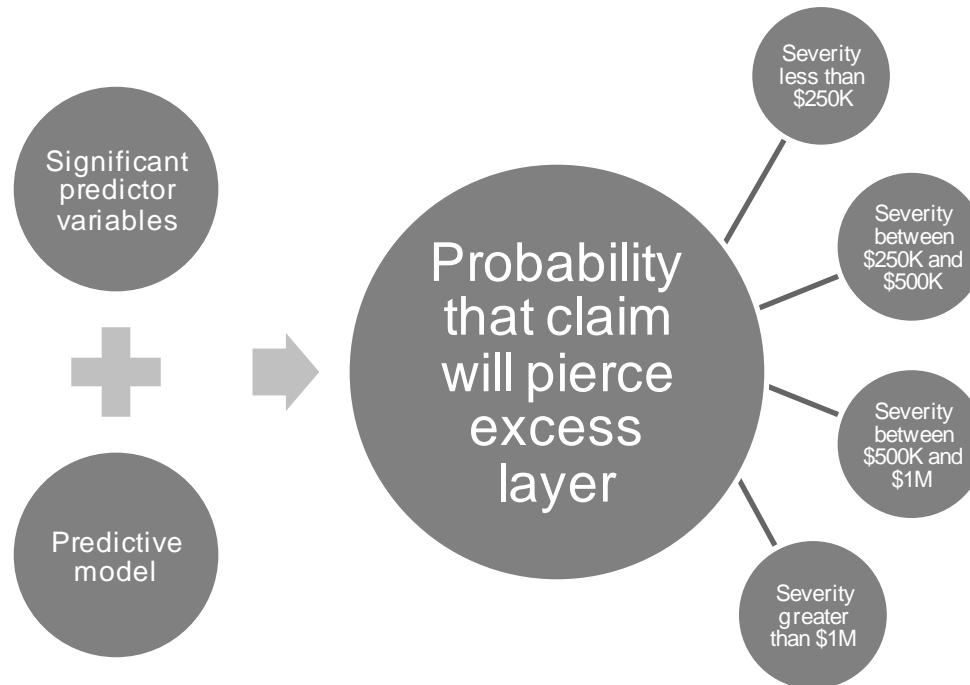 Significant
predictor
variables
Predictive
model
Probability
that claim
will pierce
excess
layer
Severity
less than
$250K
Severity
between
$250K and
$500K
Severity
between
$500K and
$1M
Severity
greater
than $1M